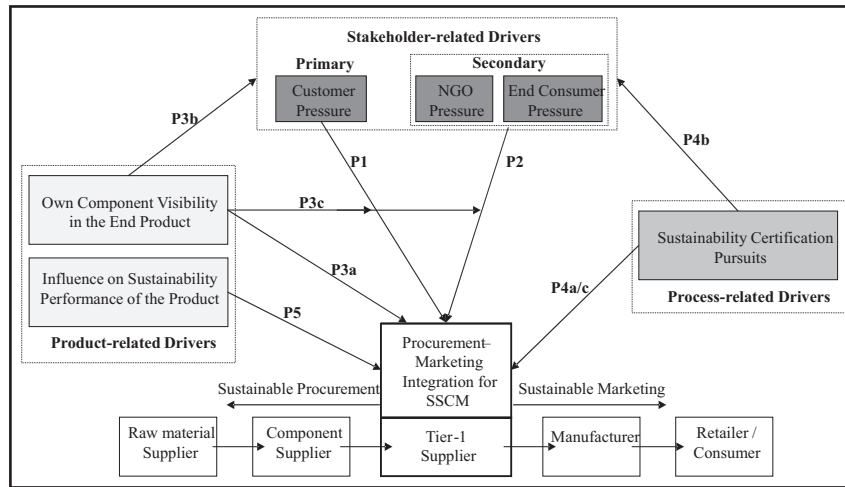 Stakeholder-related Drivers
Primary
Secondary
Customer
Pressure
NGO
Pressure
End Consumer
Pressure
P3b
P4b
P1
P2
Own Component Visibility
in the End Product
P3c
Sustainability Certification
Pursuits
Influence on Sustainability
Performance of the Product
P3a
P4a/c
Process-related Drivers
Product-related Drivers
P5
Procurement–
Marketing
Integration for
SSCM
Sustainable Procurement
Sustainable Marketing
Raw material
Supplier
Component
Supplier
Tier-1
Supplier
Manufacturer
Retailer /
Consumer